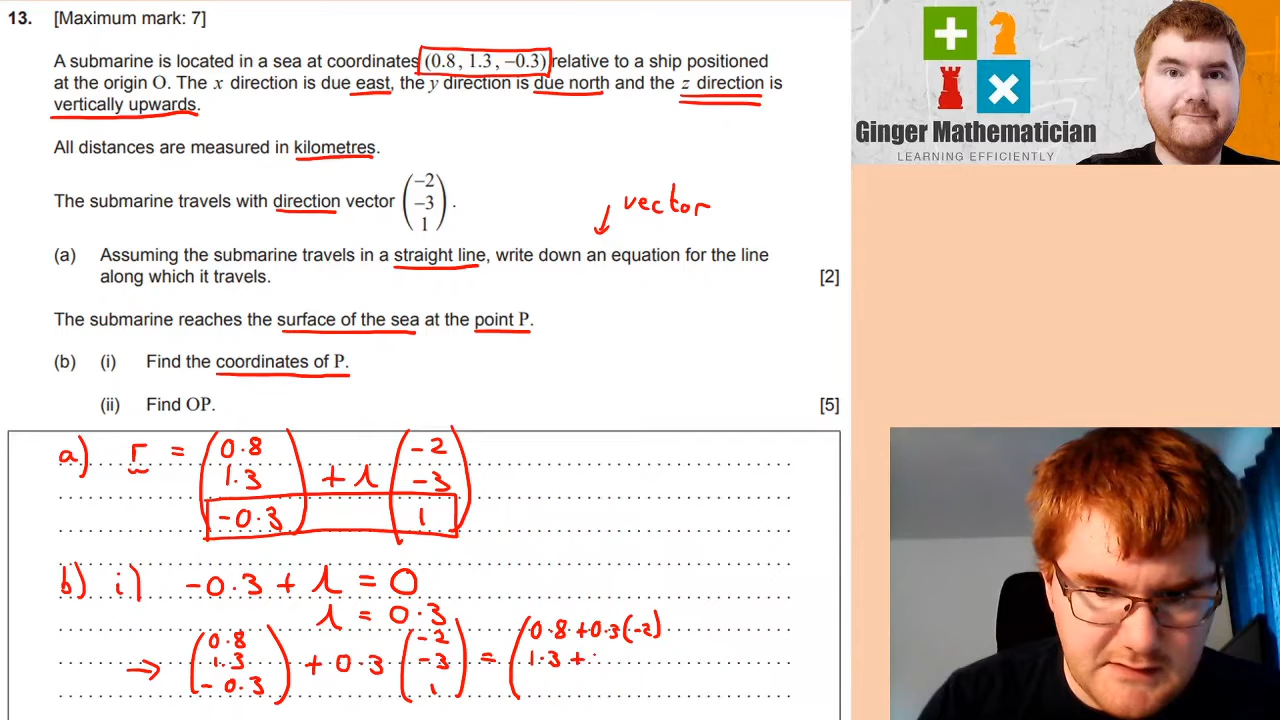 13. [Maximum mark: 7]
A submarine is located in a sea at coordinates (0.8 , 1.3 , −0.3) relative to a ship positioned
at the origin O. The x direction is due east, the y direction is due north and the z direction is
vertically upwards.
All distances are measured in kilometres.
The submarine travels with direction vector (−2
−3
1).
vector
(a) Assuming the submarine travels in a straight line, write down an equation for the line
along which it travels. [2]
The submarine reaches the surface of the sea at the point P.
(b) (i) Find the coordinates of P.
(ii) Find OP. [5]
a) r = (0.8
1.3
-0.3) + λ (-2
-3
1)
b) i) -0.3 + λ = 0
λ = 0.3
⇒ (0.8
1.3
-0.3) + 0.3 (-2
-3
1) = (0.8 + 0.3(-2)
1.3 +
Ginger Mathematician
LEARNING EFFICIENTLY